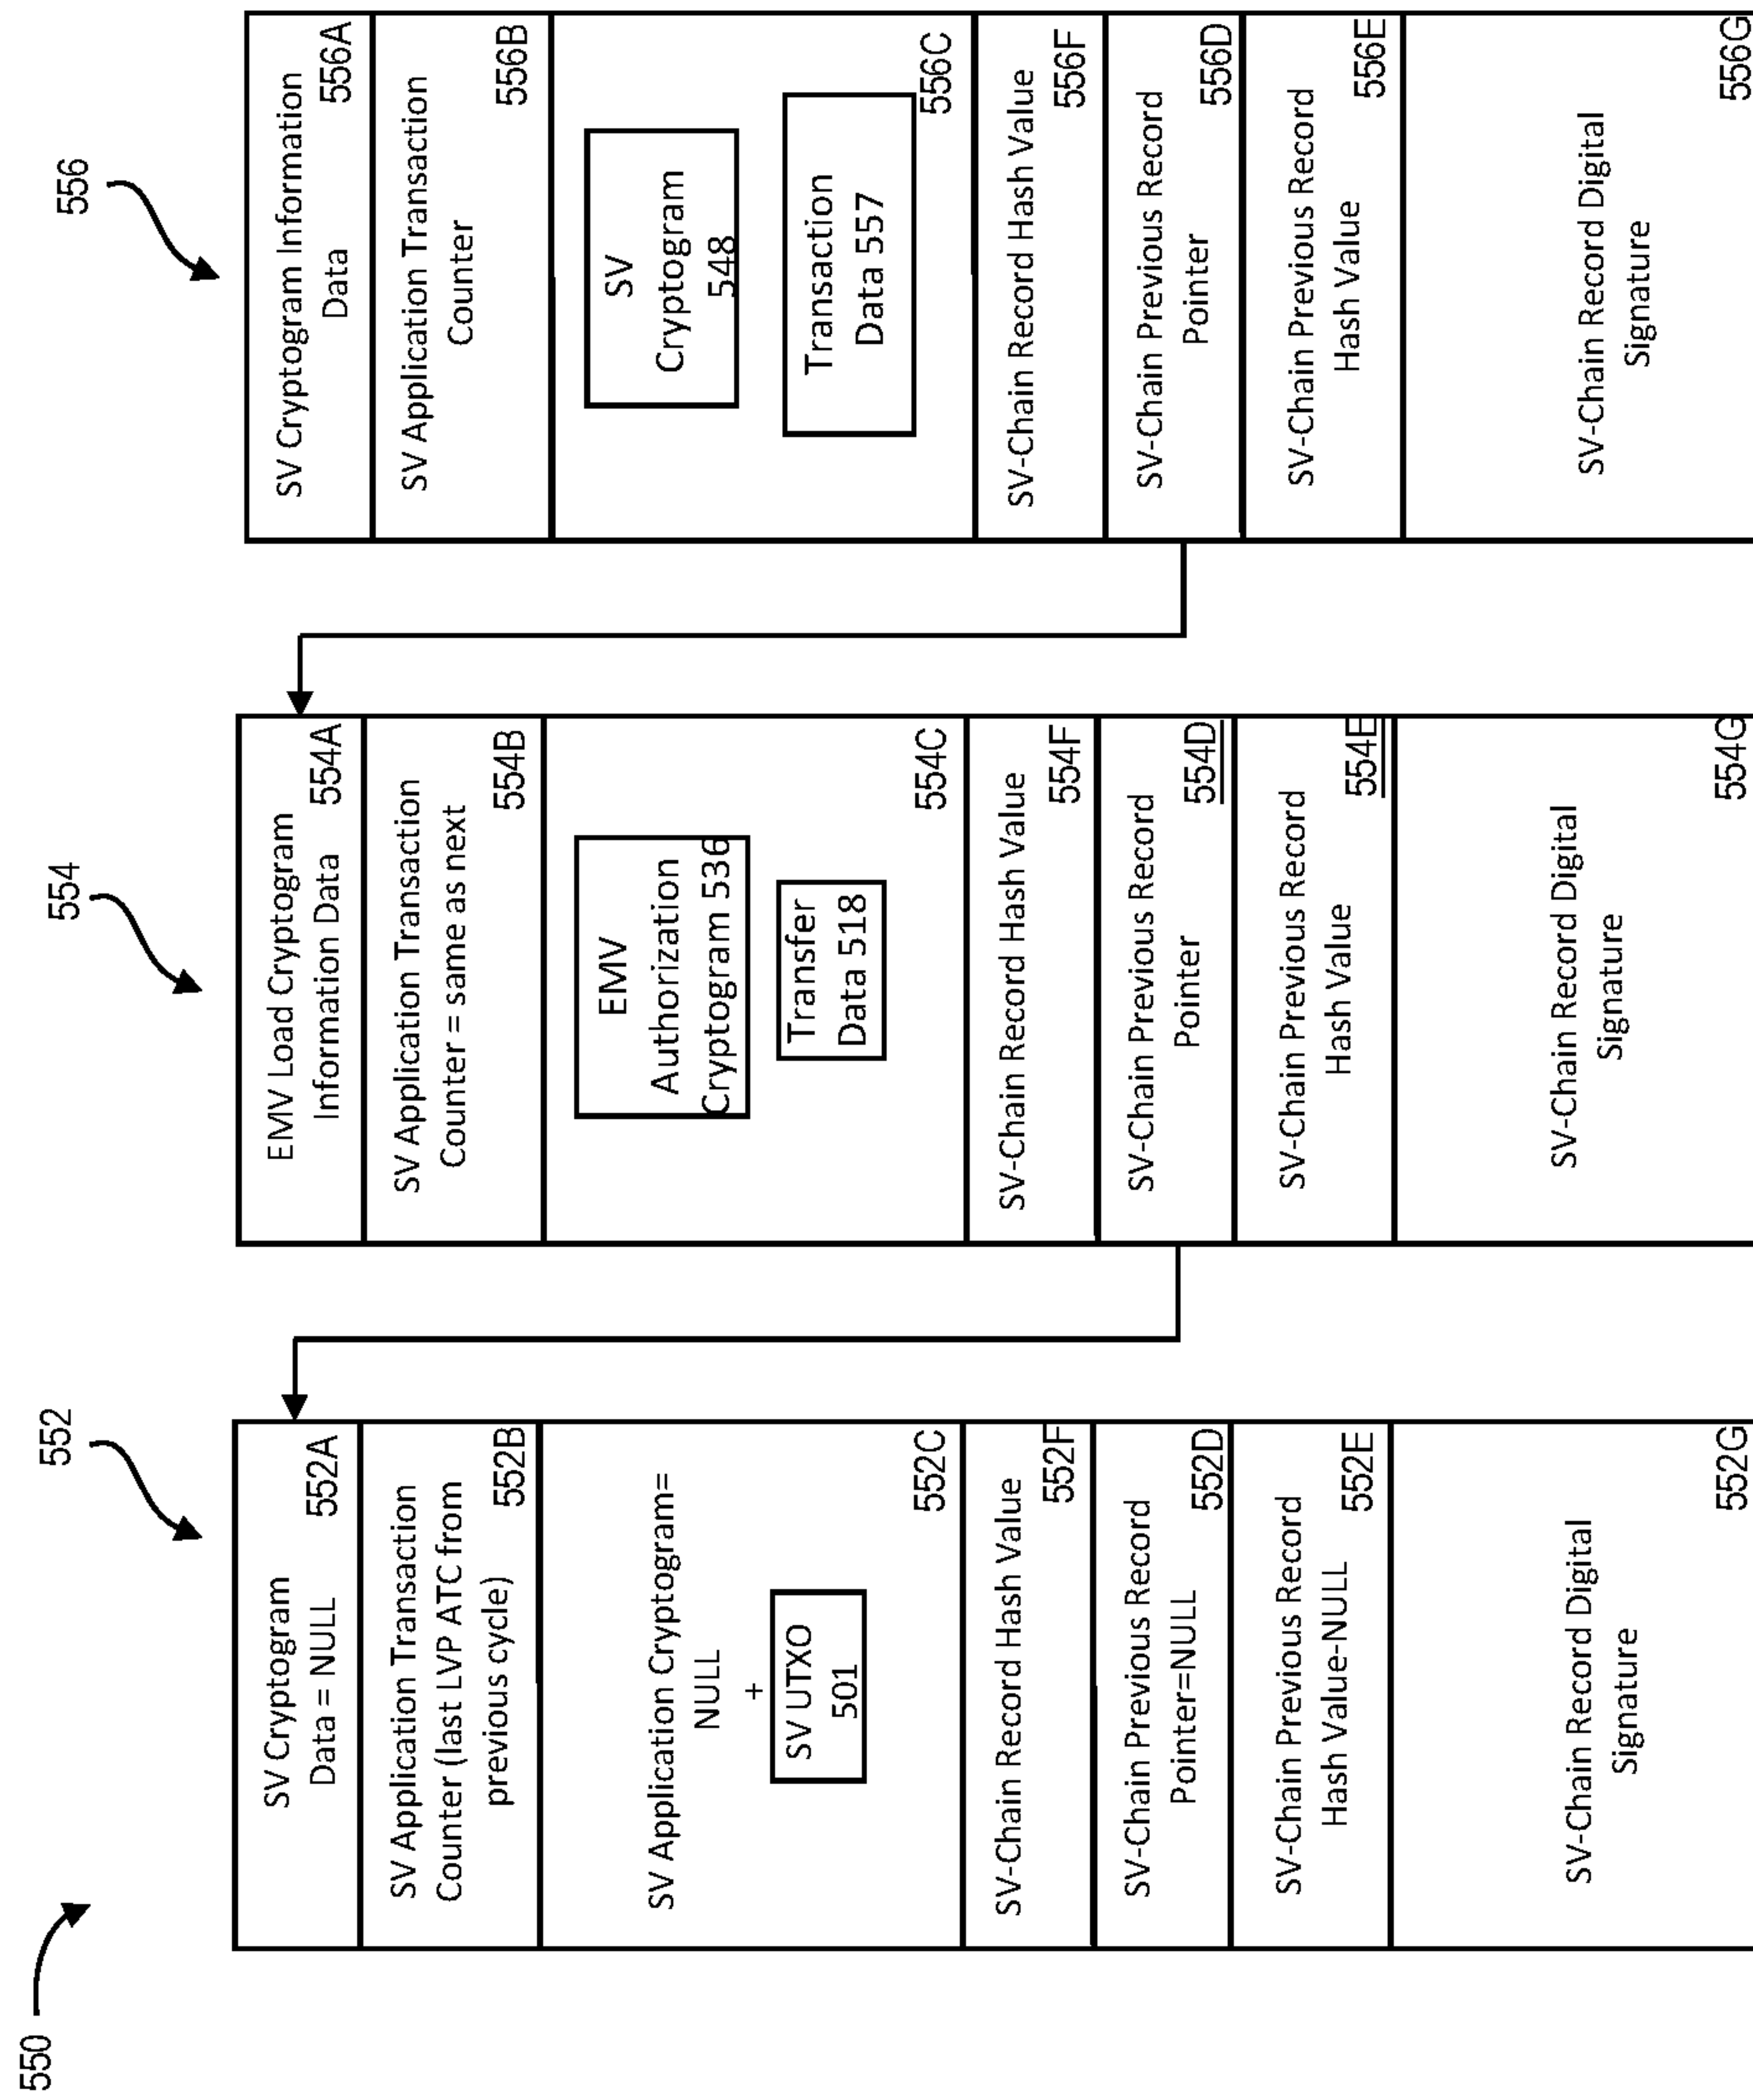 550
552
SV Cryptogram
Data = NULL
552A
SV Application Transaction
Counter (last LVP ATC from
previous cycle)
552B
SV Application Cryptogram=
NULL
+
SV UTXO
501
552C
SV-Chain Record Hash Value
552F
SV-Chain Previous Record
Pointer=NULL
552D
SV-Chain Previous Record
Hash Value-NULL
552E
SV-Chain Record Digital
Signature
552G
554
EMV Load Cryptogram
Information Data
554A
SV Application Transaction
Counter = same as next
554B
EMV
Authorization
Cryptogram 536
Transfer
Data 518
554C
SV-Chain Record Hash Value
554F
SV-Chain Previous Record
Pointer
554D
SV-Chain Previous Record
Hash Value
554E
SV-Chain Record Digital
Signature
554G
556
SV Cryptogram Information
Data
556A
SV Application Transaction
Counter
556B
SV
Cryptogram
548
Transaction
Data 557
556C
SV-Chain Record Hash Value
556F
SV-Chain Previous Record
Pointer
556D
SV-Chain Previous Record
Hash Value
556E
SV-Chain Record Digital
Signature
556G